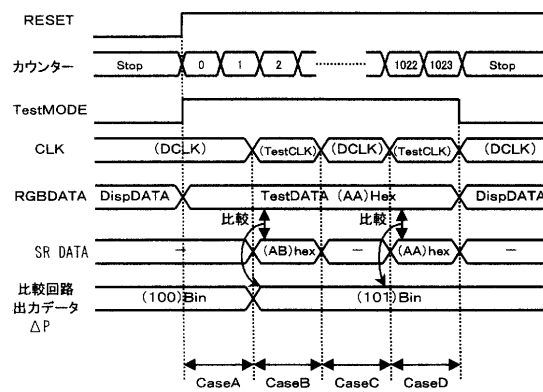 RESET
カウンター Stop 0 1 2 1022 1023 Stop
TestMODE
CLK (DCLK) (TestCLK) (DCLK) (TestCLK) (DCLK)
RGBDATA DispDATA TestDATA (AA)Hex DispDATA
比較 比較
SR DATA - (AB)hex - (AA)hex -
比較回路
出力データ
ΔP
(100)Bin (101)Bin
CaseA CaseB CaseC CaseD